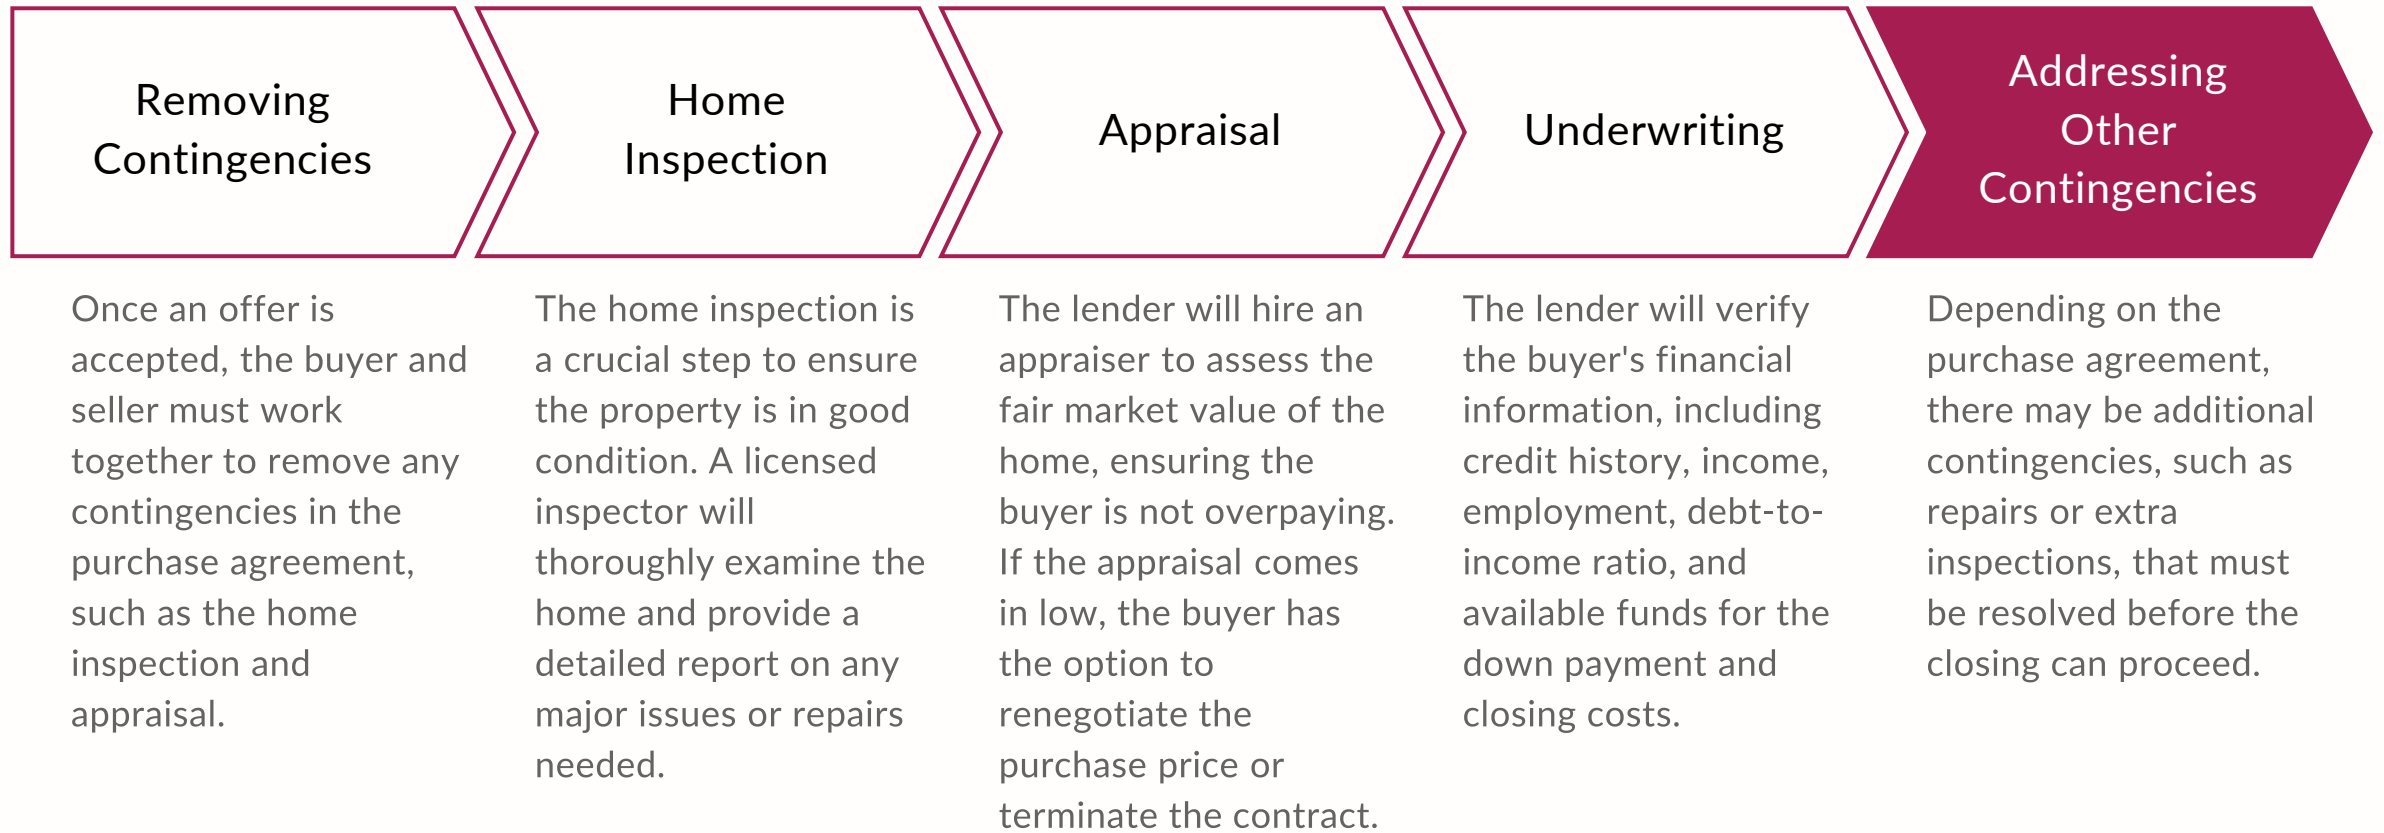 Removing
Contingencies
Home
Inspection
Appraisal
Underwriting
Addressing
Other
Contingencies
Once an offer is
accepted, the buyer and
seller must work
together to remove any
contingencies in the
purchase agreement,
such as the home
inspection and
appraisal.
The home inspection is
a crucial step to ensure
the property is in good
condition. A licensed
inspector will
thoroughly examine the
home and provide a
detailed report on any
major issues or repairs
needed.
The lender will hire an
appraiser to assess the
fair market value of the
home, ensuring the
buyer is not overpaying.
If the appraisal comes
in low, the buyer has
the option to
renegotiate the
purchase price or
terminate the contract.
The lender will verify
the buyer's financial
information, including
credit history, income,
employment, debt-to-
income ratio, and
available funds for the
down payment and
closing costs.
Depending on the
purchase agreement,
there may be additional
contingencies, such as
repairs or extra
inspections, that must
be resolved before the
closing can proceed.